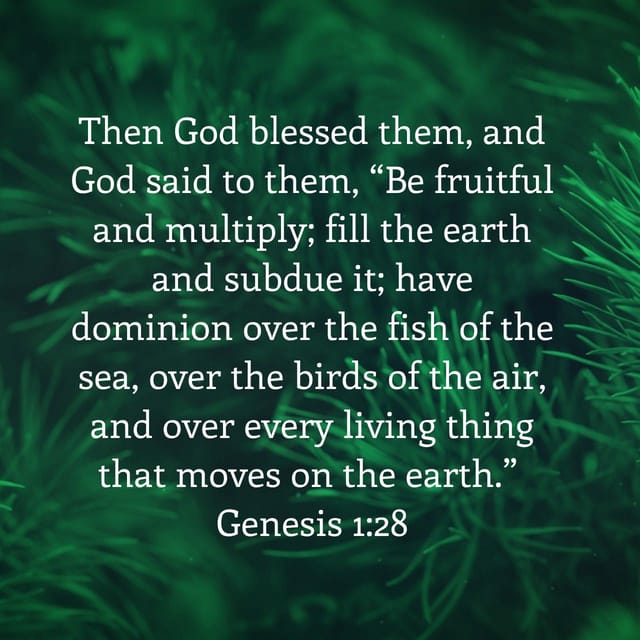 Then God blessed them, and
God said to them, “Be fruitful
and multiply; fill the earth
and subdue it; have
dominion over the fish of the
sea, over the birds of the air,
and over every living thing
that moves on the earth.”
Genesis 1:28